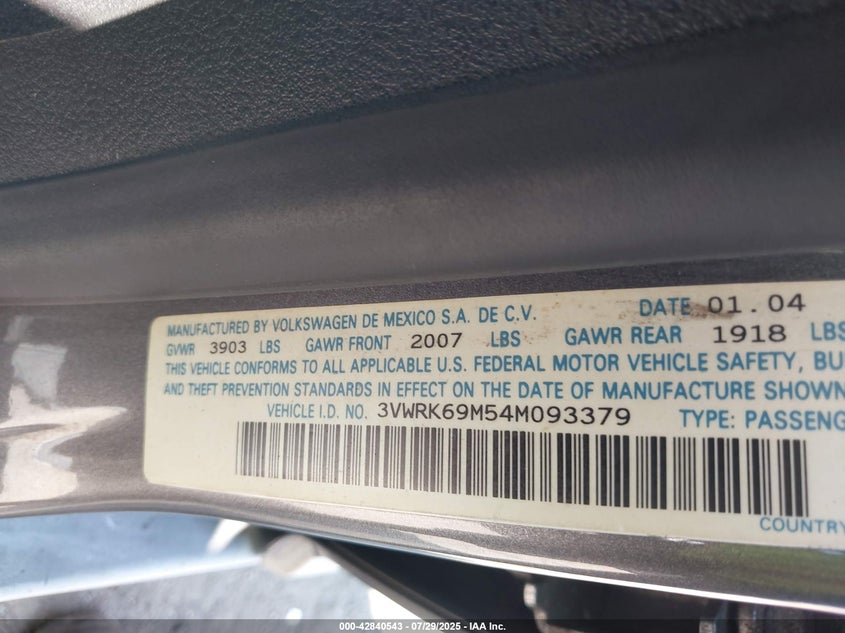 MANUFACTURED BY VOLKSWAGEN DE MEXICO S.A. DE C.V. DATE 01.04
GVWR 3903 LBS GAWR FRONT 2007 LBS GAWR REAR 1918 LBS
THIS VEHICLE CONFORMS TO ALL APPLICABLE U.S. FEDERAL MOTOR VEHICLE SAFETY, BU
AND THEFT PREVENTION STANDARDS IN EFFECT ON THE DATE OF MANUFACTURE SHOWN
VEHICLE I.D. NO. 3VWRK69M54M093379 TYPE: PASSENG
COUNTRY
000-42840543 - 07/29/2025 - IAA Inc.